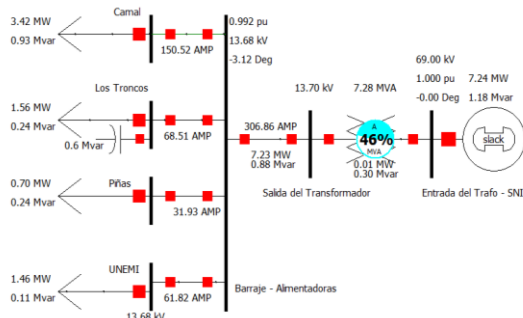 Camal
3.42 MW
0.93 Mvar
150.52 AMP
0.992 pu
13.68 kV
-3.12 Deg
Los Troncos
1.56 MW
0.24 Mvar
0.6 Mvar
68.51 AMP
13.70 kV
7.28 MVA
69.00 kV
1.000 pu
-0.00 Deg
7.24 MW
1.18 Mvar
306.86 AMP
7.23 MW
0.88 Mvar
A
46%
MVA
0.01 MW
0.30 Mvar
slack
Salida del Transformador
Entrada del Trafo - SNI
Piñas
0.70 MW
0.24 Mvar
31.93 AMP
UNEMI
1.46 MW
0.11 Mvar
61.82 AMP
13.68 kV
Barraje - Alimentadoras